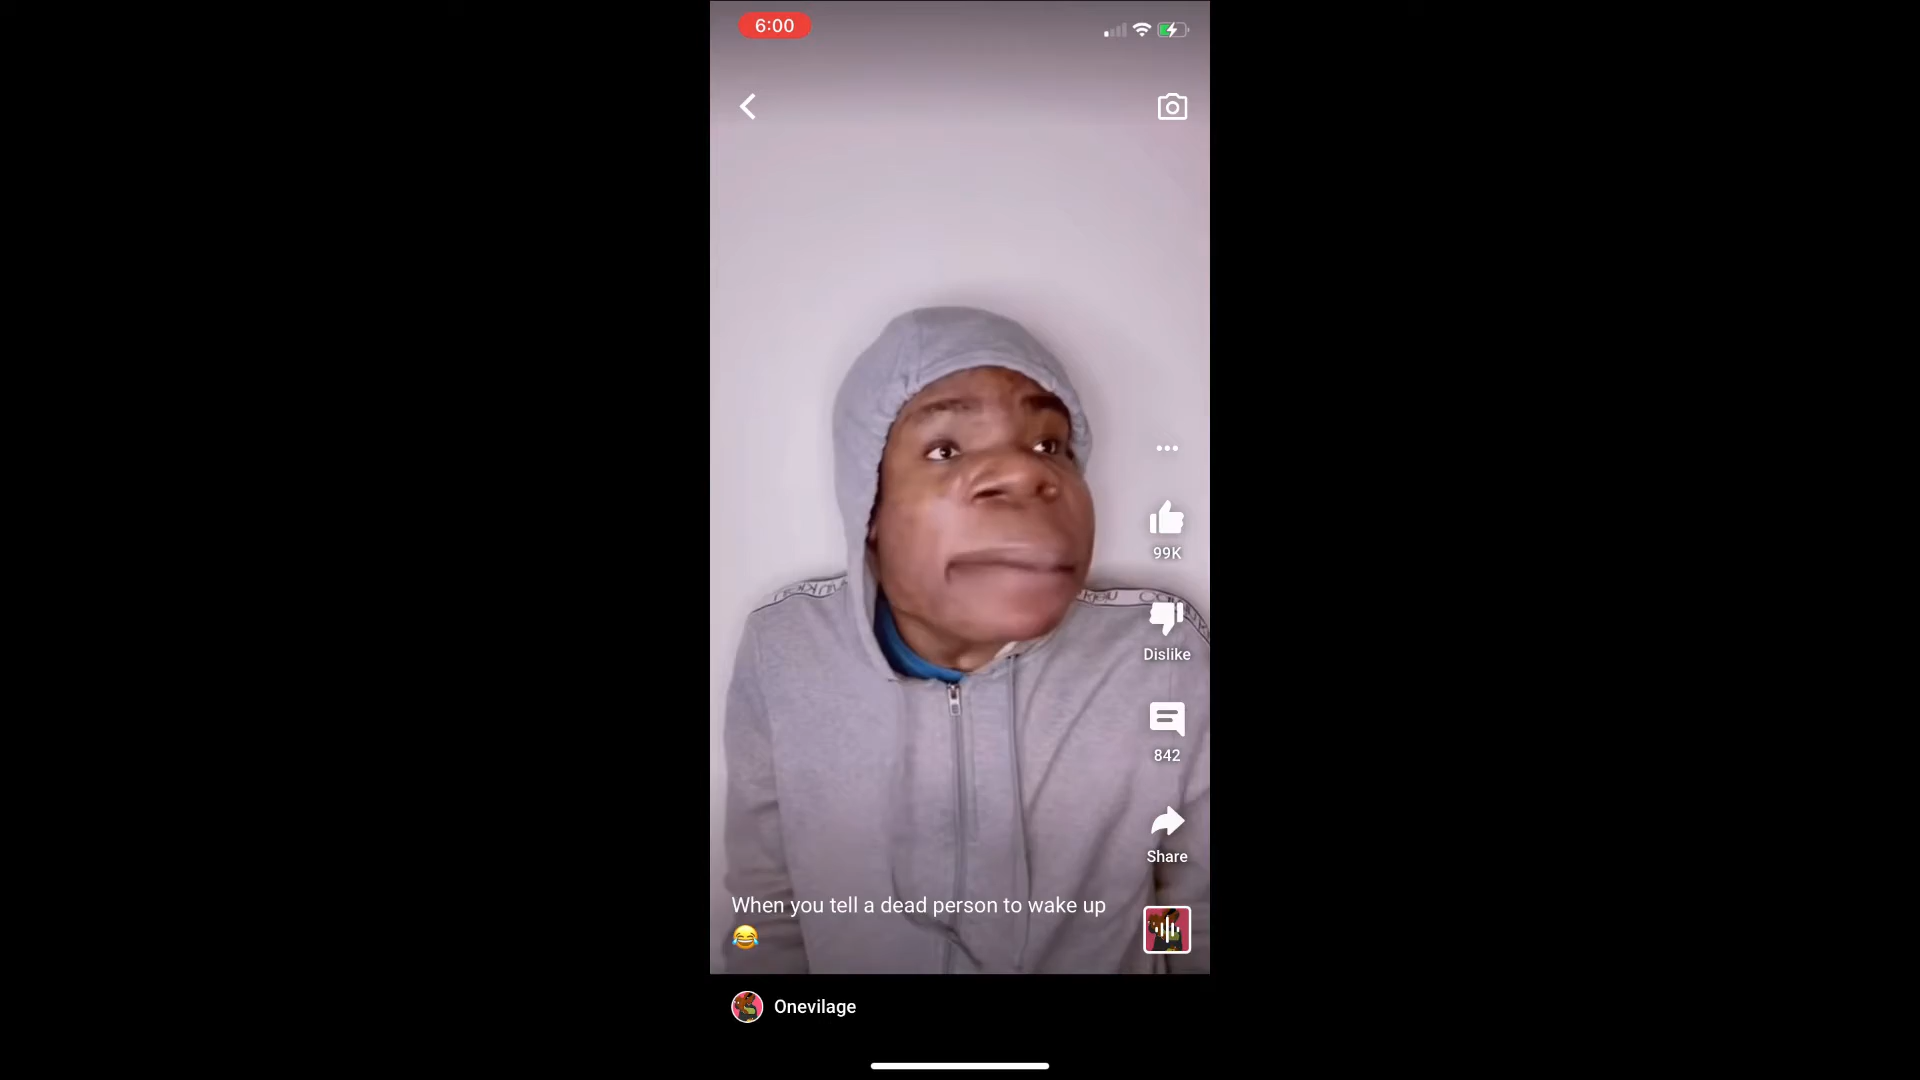 6:00
99K
Dislike
842
Share
When you tell a dead person to wake up
😂
Onevilage